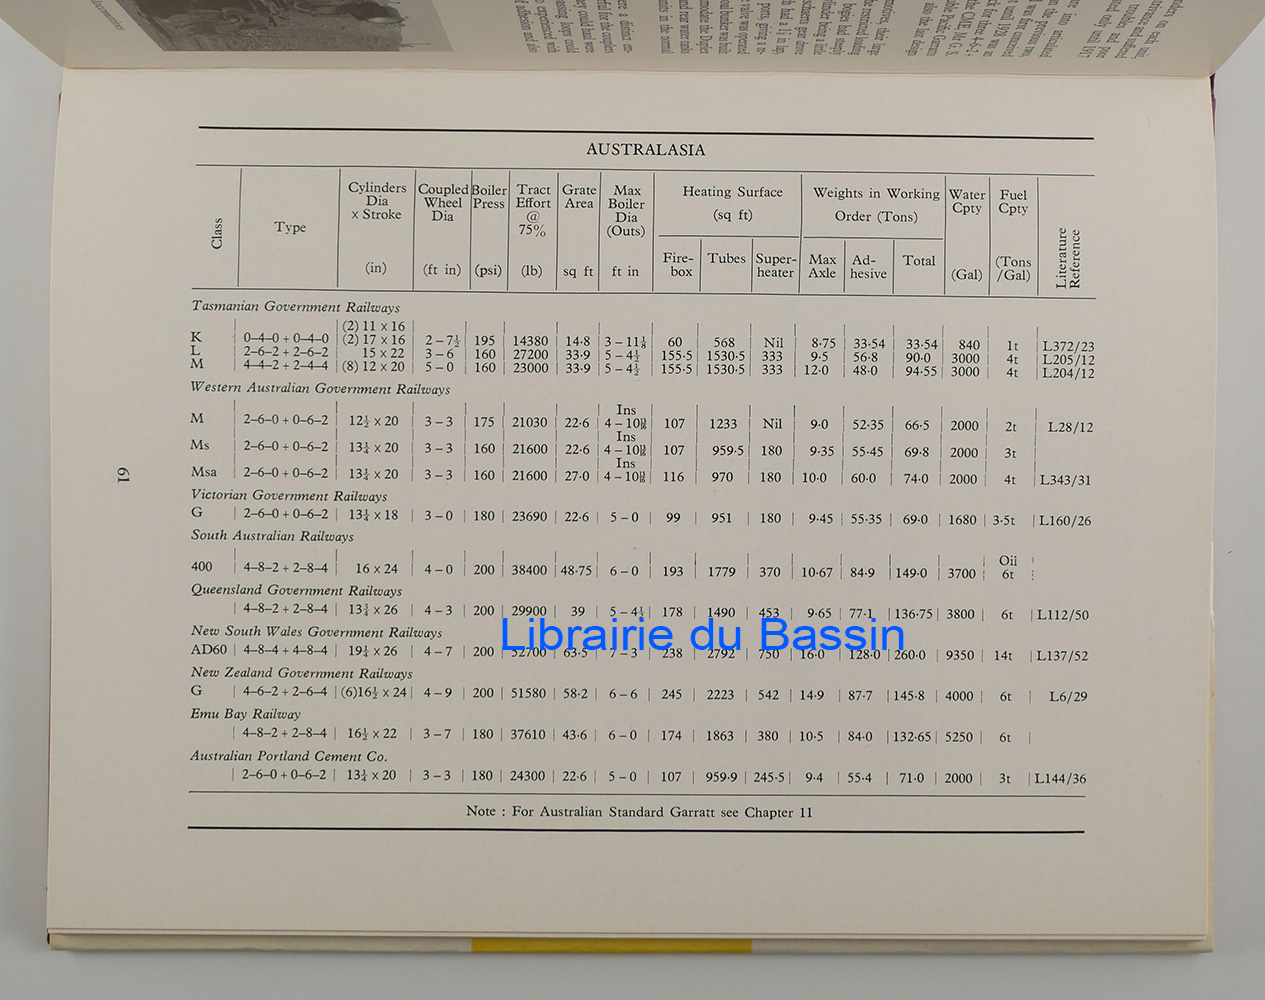 AUSTRALASIA
Class | Type | Cylinders Dia x Stroke (in) | Coupled Wheel Dia (ft in) | Boiler Press (psi) | Tract Effort @ 75% (lb) | Grate Area sq ft | Max Boiler Dia (Outs) ft in | Heating Surface (sq ft) Fire-box | Tubes | Super-heater | Weights in Working Order (Tons) Max Axle | Ad-hesive | Total | Water Cpty (Gal) | Fuel Cpty (Tons /Gal) | Literature Reference
Tasmanian Government Railways
(2) 11 x 16
K | 0–4–0 + 0–4–0 | (2) 17 x 16 | 2 – 7½ | 195 | 14380 | 14·8 | 3 – 11⅛ | 60 | 568 | Nil | 8·75 | 33·54 | 33·54 | 840 | 1t | L372/23
L | 2–6–2 + 2–6–2 | 15 x 22 | 3 – 6 | 160 | 27200 | 33·9 | 5 – 4½ | 155·5 | 1530·5 | 333 | 9·5 | 56·8 | 90·0 | 3000 | 4t | L205/12
M | 4–4–2 + 2–4–4 | (8) 12 x 20 | 5 – 0 | 160 | 23000 | 33·9 | 5 – 4½ | 155·5 | 1530·5 | 333 | 12·0 | 48·0 | 94·55 | 3000 | 4t | L204/12
Western Australian Government Railways
Ins
M | 2–6–0 + 0–6–2 | 12½ x 20 | 3 – 3 | 175 | 21030 | 22·6 | 4 – 10⅞ | 107 | 1233 | Nil | 9·0 | 52·35 | 66·5 | 2000 | 2t | L28/12
Ins
Ms | 2–6–0 + 0–6–2 | 13¼ x 20 | 3 – 3 | 160 | 21600 | 22·6 | 4 – 10 | 107 | 959·5 | 180 | 9·35 | 55·45 | 69·8 | 2000 | 3t
Ins
Msa | 2–6–0 + 0–6–2 | 13¼ x 20 | 3 – 3 | 160 | 21600 | 27·0 | 4 – 10 | 116 | 970 | 180 | 10·0 | 60·0 | 74·0 | 2000 | 4t | L343/31
Victorian Government Railways
G | 2–6–0 + 0–6–2 | 13¼ x 18 | 3 – 0 | 180 | 23690 | 22·6 | 5 – 0 | 99 | 951 | 180 | 9·45 | 55·35 | 69·0 | 1680 | 3·5t | L160/26
South Australian Railways
Oil
400 | 4–8–2 + 2–8–4 | 16 x 24 | 4 – 0 | 200 | 38400 | 48·75 | 6 – 0 | 193 | 1779 | 370 | 10·67 | 84·9 | 149·0 | 3700 | 6t
Queensland Government Railways
4–8–2 + 2–8–4 | 13¾ x 26 | 4 – 3 | 200 | 29900 | 39 | 5 – 4½ | 178 | 1490 | 453 | 9·65 | 77·1 | 136·75 | 3800 | 6t | L112/50
New South Wales Government Railways
AD60 | 4–8–4 + 4–8–4 | 19¼ x 26 | 4 – 7 | 200 | 52700 | 63·5 | 7 – 3 | 238 | 2792 | 750 | 16·0 | 128·0 | 260·0 | 9350 | 14t | L137/52
New Zealand Government Railways
G | 4–6–2 + 2–6–4 | (6)16½ x 24 | 4 – 9 | 200 | 51580 | 58·2 | 6 – 6 | 245 | 2223 | 542 | 14·9 | 87·7 | 145·8 | 4000 | 6t | L6/29
Emu Bay Railway
4–8–2 + 2–8–4 | 16½ x 22 | 3 – 7 | 180 | 37610 | 43·6 | 6 – 0 | 174 | 1863 | 380 | 10·5 | 84·0 | 132·65 | 5250 | 6t
Australian Portland Cement Co.
2–6–0 + 0–6–2 | 13¼ x 20 | 3 – 3 | 180 | 24300 | 22·6 | 5 – 0 | 107 | 959·9 | 245·5 | 9·4 | 55·4 | 71·0 | 2000 | 3t | L144/36
Note : For Australian Standard Garratt see Chapter 11
61
Librairie du Bassin